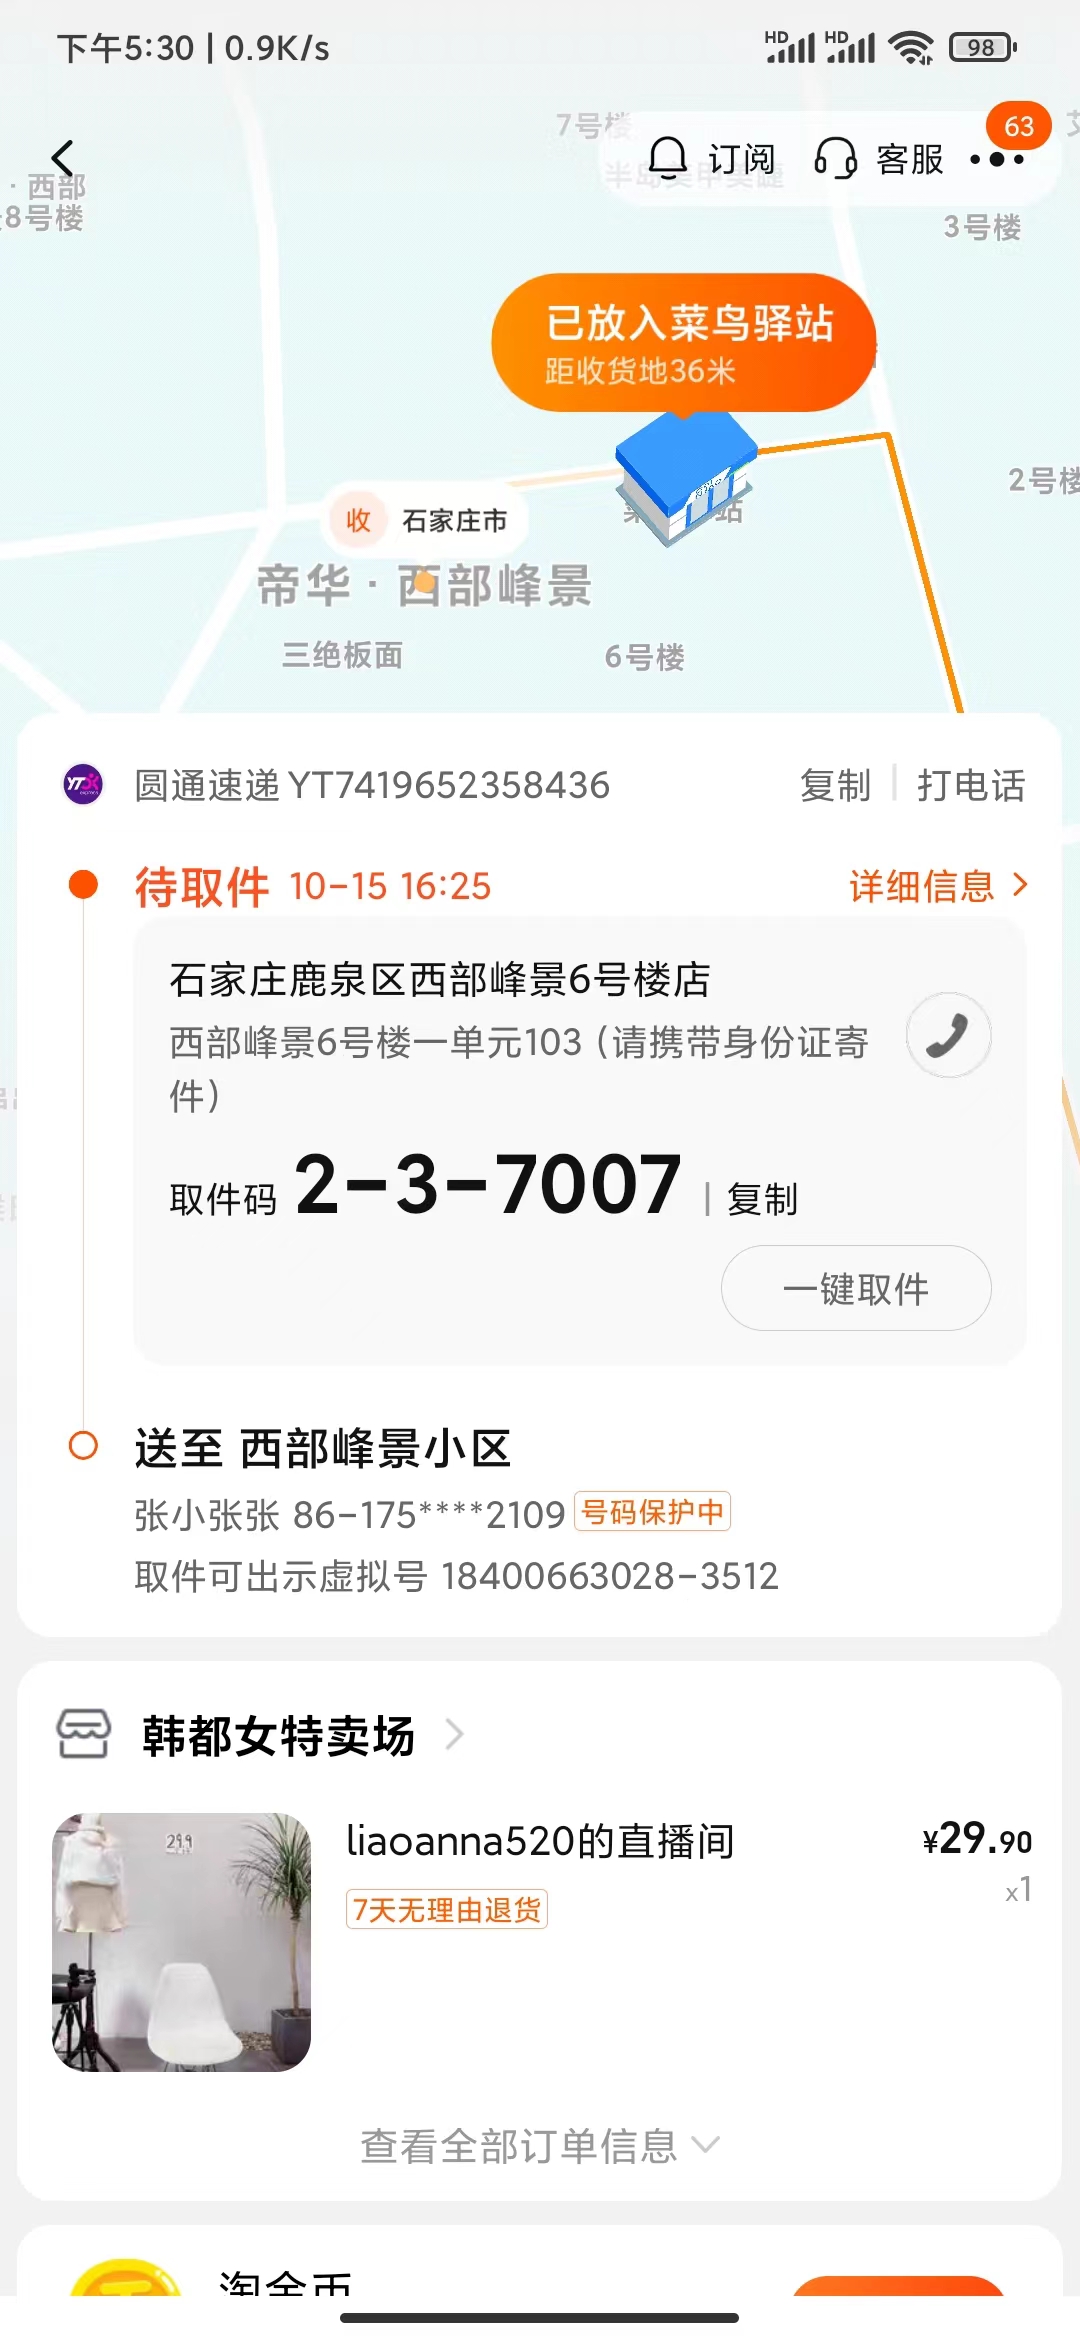 下午5:30 | 0.9K/s
HD HD 98
7号楼
63
订阅 客服
· 西部
8号楼
3号楼
已放入菜鸟驿站
距收货地36米
2号楼
收 石家庄市
帝华 · 西部峰景
三绝板面 6号楼
圆通速递 YT7419652358436 复制 | 打电话
待取件 10-15 16:25 详细信息 >
石家庄鹿泉区西部峰景6号楼店
西部峰景6号楼一单元103（请携带身份证寄
件）
取件码 2-3-7007 | 复制
一键取件
送至 西部峰景小区
张小张张 86-175****2109 号码保护中
取件可出示虚拟号 18400663028-3512
韩都女特卖场 >
29.9
liaoanna520的直播间 ¥29.90
x1
7天无理由退货
查看全部订单信息
淘金币